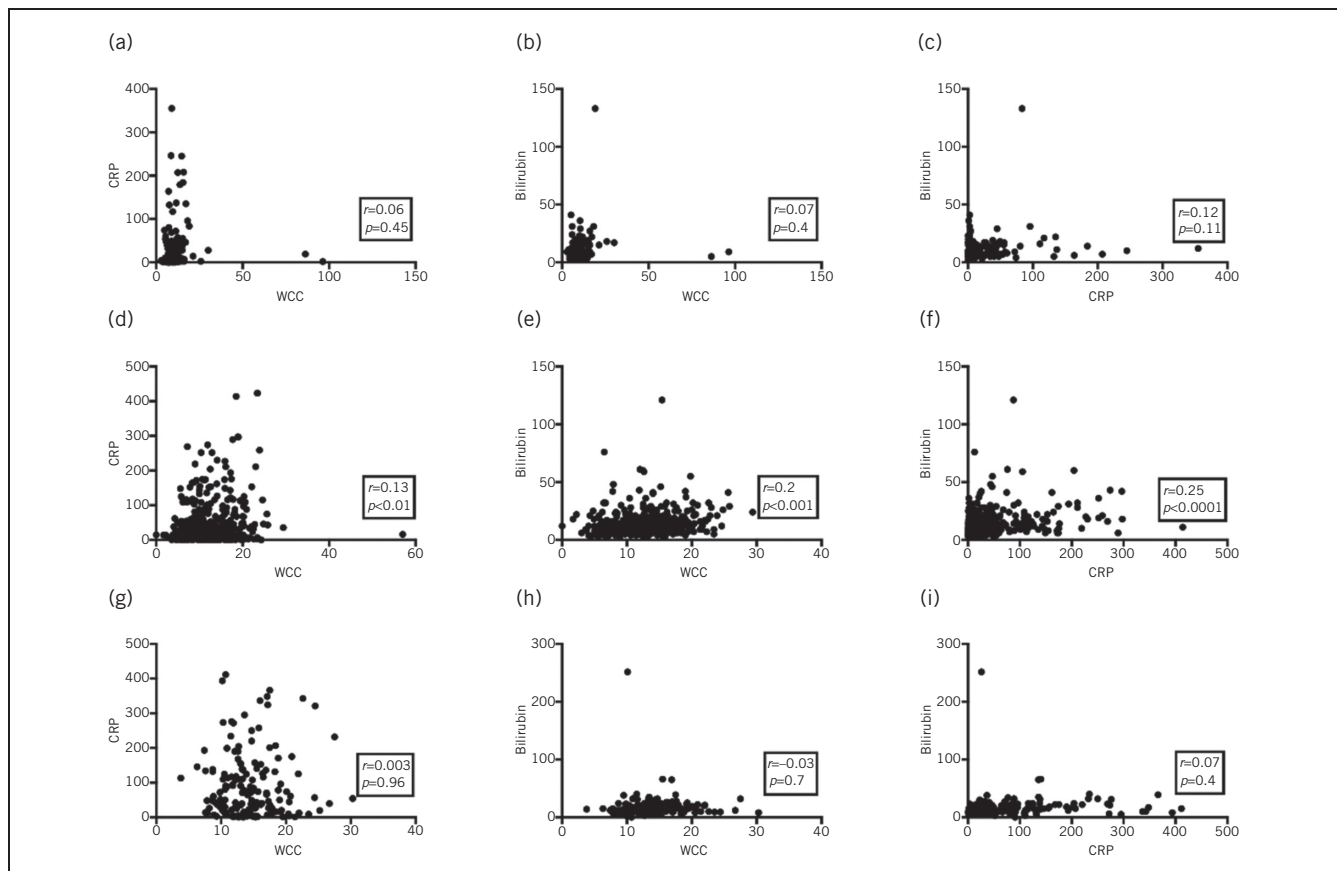 (a)
400
300
200
100
0
CRP
0 50 100 150
WCC
r=0.06
p=0.45
(b)
150
100
50
0
Bilirubin
0 50 100 150
WCC
r=0.07
p=0.4
(c)
150
100
50
0
Bilirubin
0 100 200 300 400
CRP
r=0.12
p=0.11
(d)
500
400
300
200
100
0
CRP
0 20 40 60
WCC
r=0.13
p<0.01
(e)
150
100
50
0
Bilirubin
0 10 20 30 40
WCC
r=0.2
p<0.001
(f)
150
100
50
0
Bilirubin
0 100 200 300 400 500
CRP
r=0.25
p<0.0001
(g)
500
400
300
200
100
0
CRP
0 10 20 30 40
WCC
r=0.003
p=0.96
(h)
300
200
100
0
Bilirubin
0 10 20 30 40
WCC
r=–0.03
p=0.7
(i)
300
200
100
0
Bilirubin
0 100 200 300 400 500
CRP
r=0.07
p=0.4